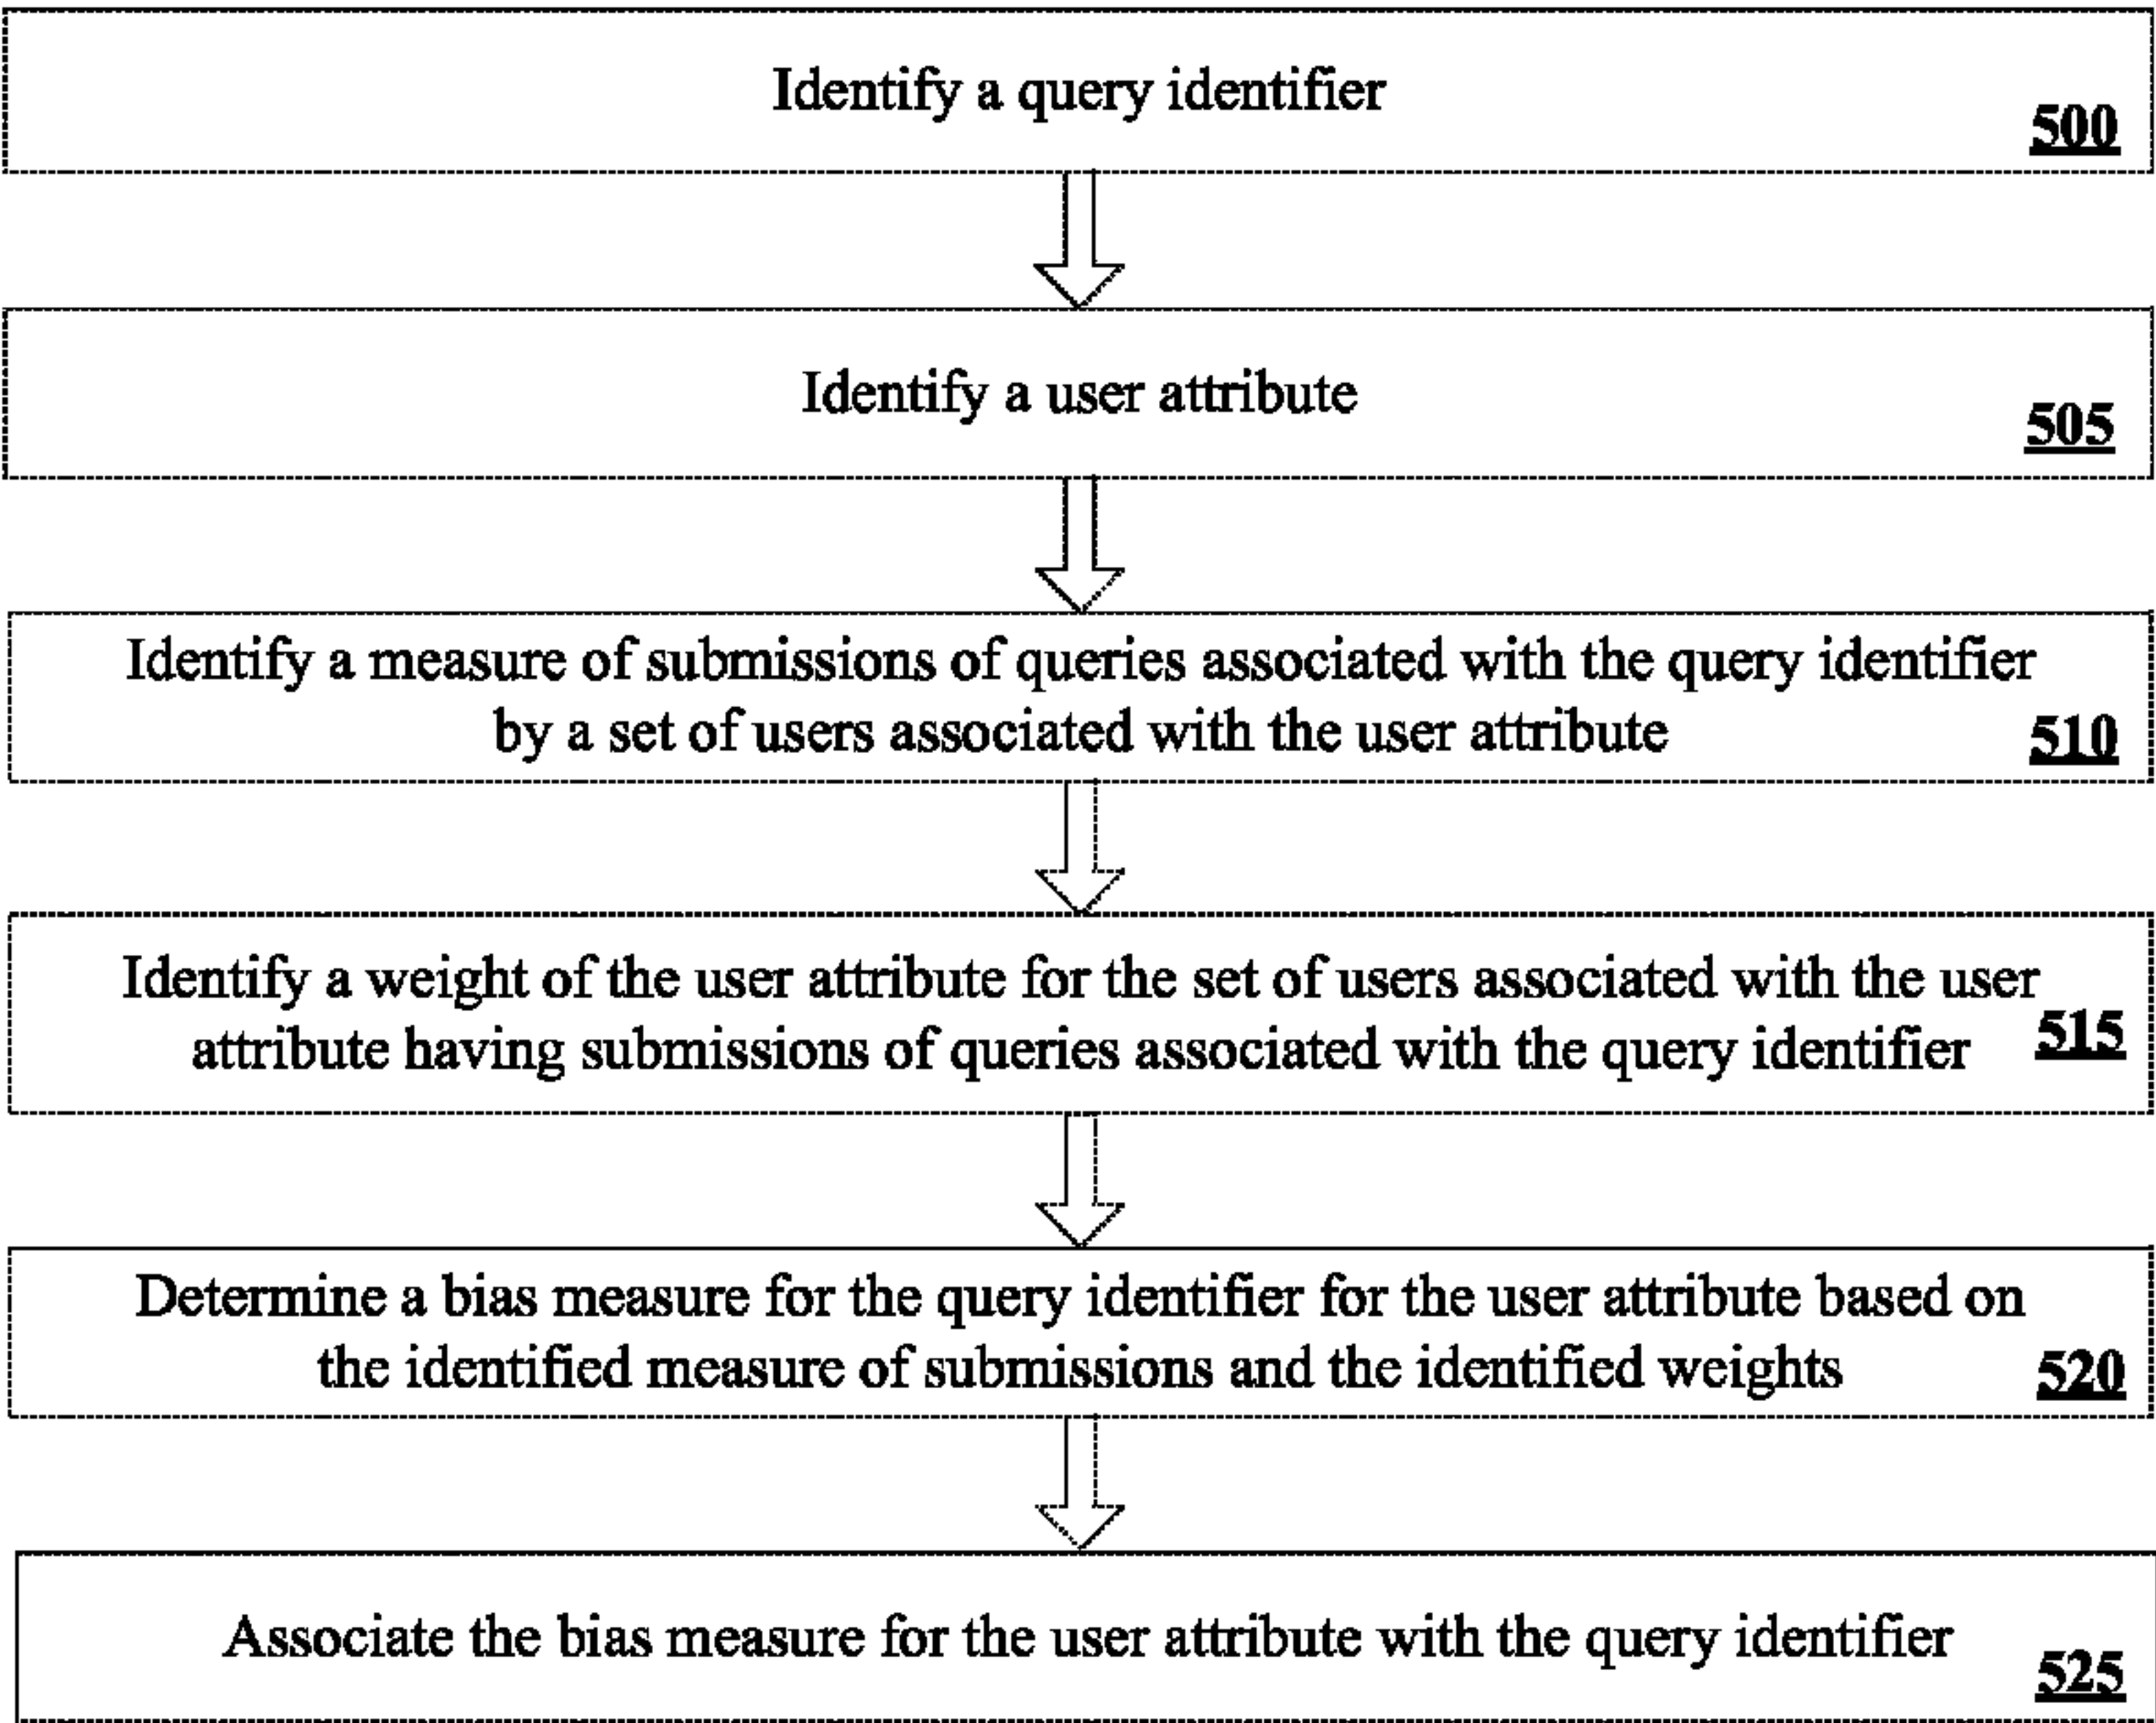 Identify a query identifier
500
Identify a user attribute
505
Identify a measure of submissions of queries associated with the query identifier
by a set of users associated with the user attribute
510
Identify a weight of the user attribute for the set of users associated with the user
attribute having submissions of queries associated with the query identifier
515
Determine a bias measure for the query identifier for the user attribute based on
the identified measure of submissions and the identified weights
520
Associate the bias measure for the user attribute with the query identifier
525